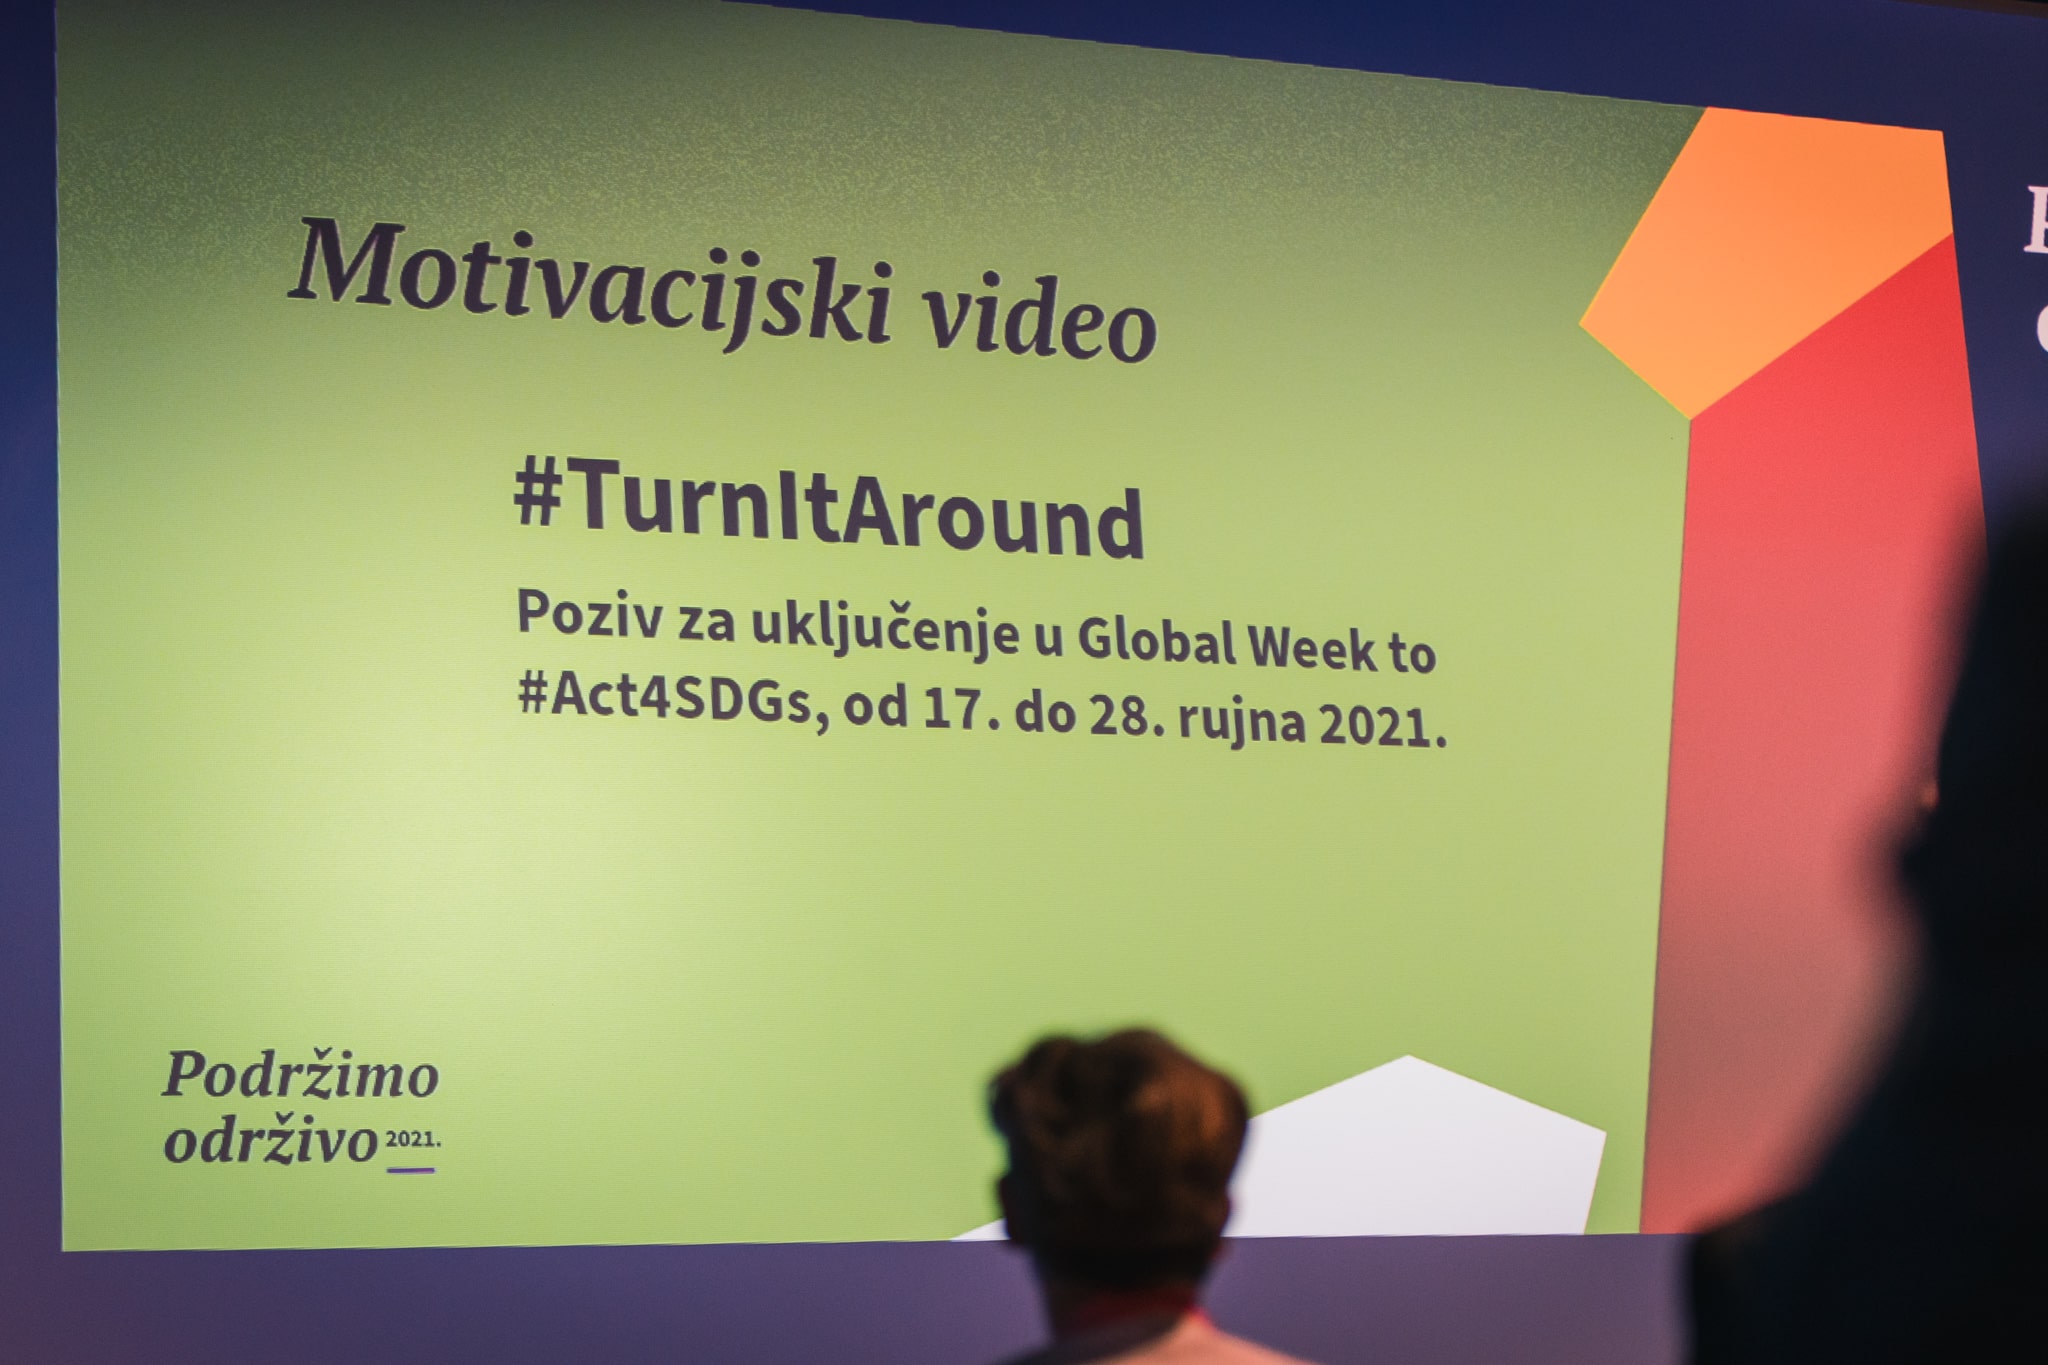 Motivacijski video
#TurnItAround
Poziv za uključenje u Global Week to
#Act4SDGs, od 17. do 28. rujna 2021.
Podržimo
održivo 2021.